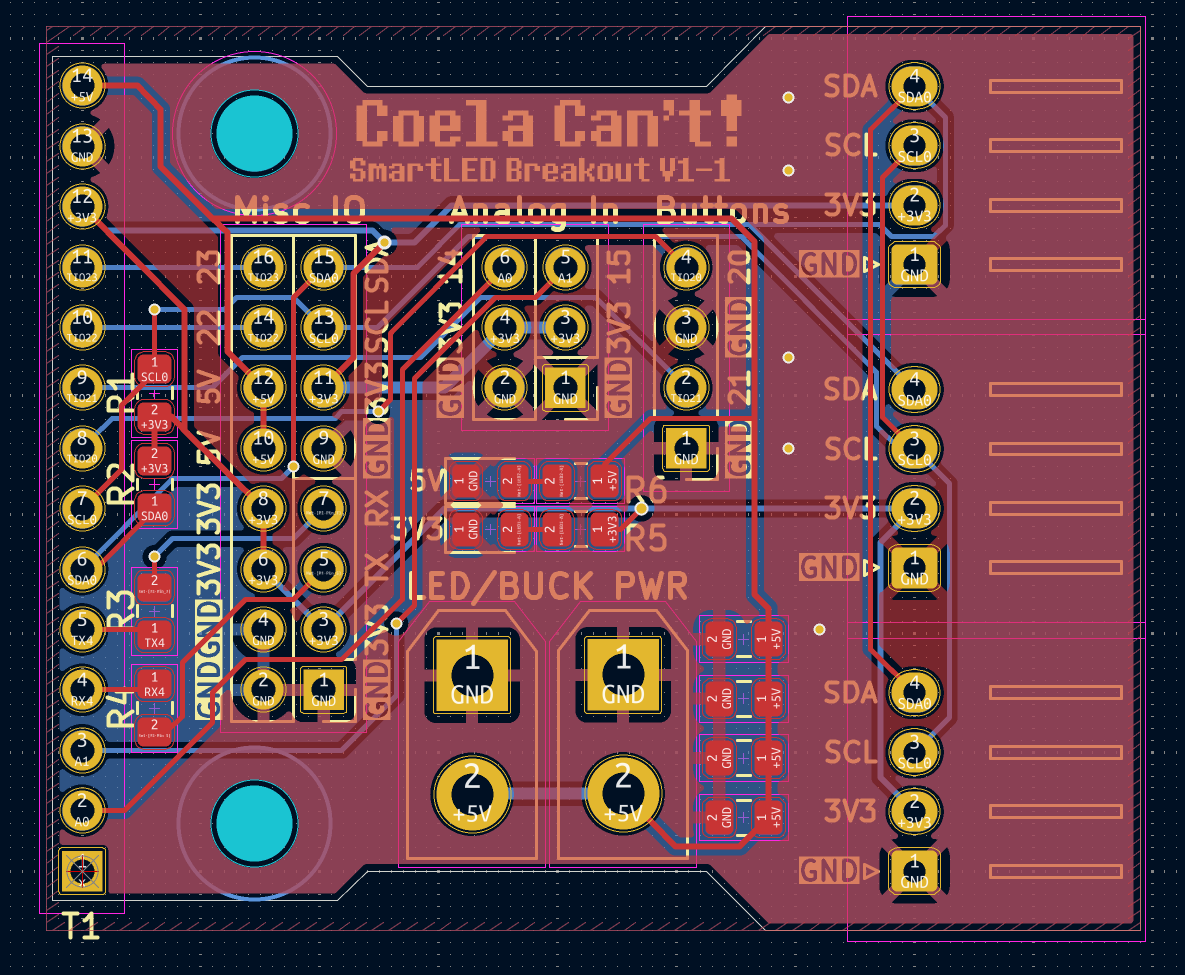 Coela Can't!
SmartLED Breakout V1-1
Misc IO
Analog In
Buttons
14
+5V
13
GND
12
+3V3
11
IO23
10
IO22
9
IO21
8
IO20
7
SCL0
6
SDA0
5
TX4
4
RX4
3
A1
2
A0
T1
R1
1
SCL0
2
+3V3
R2
2
+3V3
1
SDA0
R3
2
1
TX4
R4
1
RX4
2
23
22
5V
5V
3V3
3V3
GND
GND
16
IO23
15
SDA0
14
IO22
13
SCL0
12
+5V
11
+3V3
10
+5V
9
GND
8
+3V3
7
6
+3V3
5
4
GND
3
+3V3
2
GND
1
GND
SDA
SCL
3V3
GND
RX
TX
3V3
GND
14
3V3
GND
6
A0
5
A1
4
+3V3
3
+3V3
2
GND
1
GND
15
3V3
GND
4
IO20
3
GND
2
IO21
1
GND
20
GND
21
GND
5V
1
GND
2
2
1
+5V
R6
3V3
1
GND
2
2
1
+3V3
R5
LED/BUCK PWR
1
GND
2
+5V
1
GND
2
+5V
2
GND
1
+5V
2
GND
1
+5V
2
GND
1
+5V
2
GND
1
+5V
SDA
4
SDA0
SCL
3
SCL0
3V3
2
+3V3
GND
1
GND
SDA
4
SDA0
SCL
3
SCL0
3V3
2
+3V3
GND
1
GND
SDA
4
SDA0
SCL
3
SCL0
3V3
2
+3V3
GND
1
GND